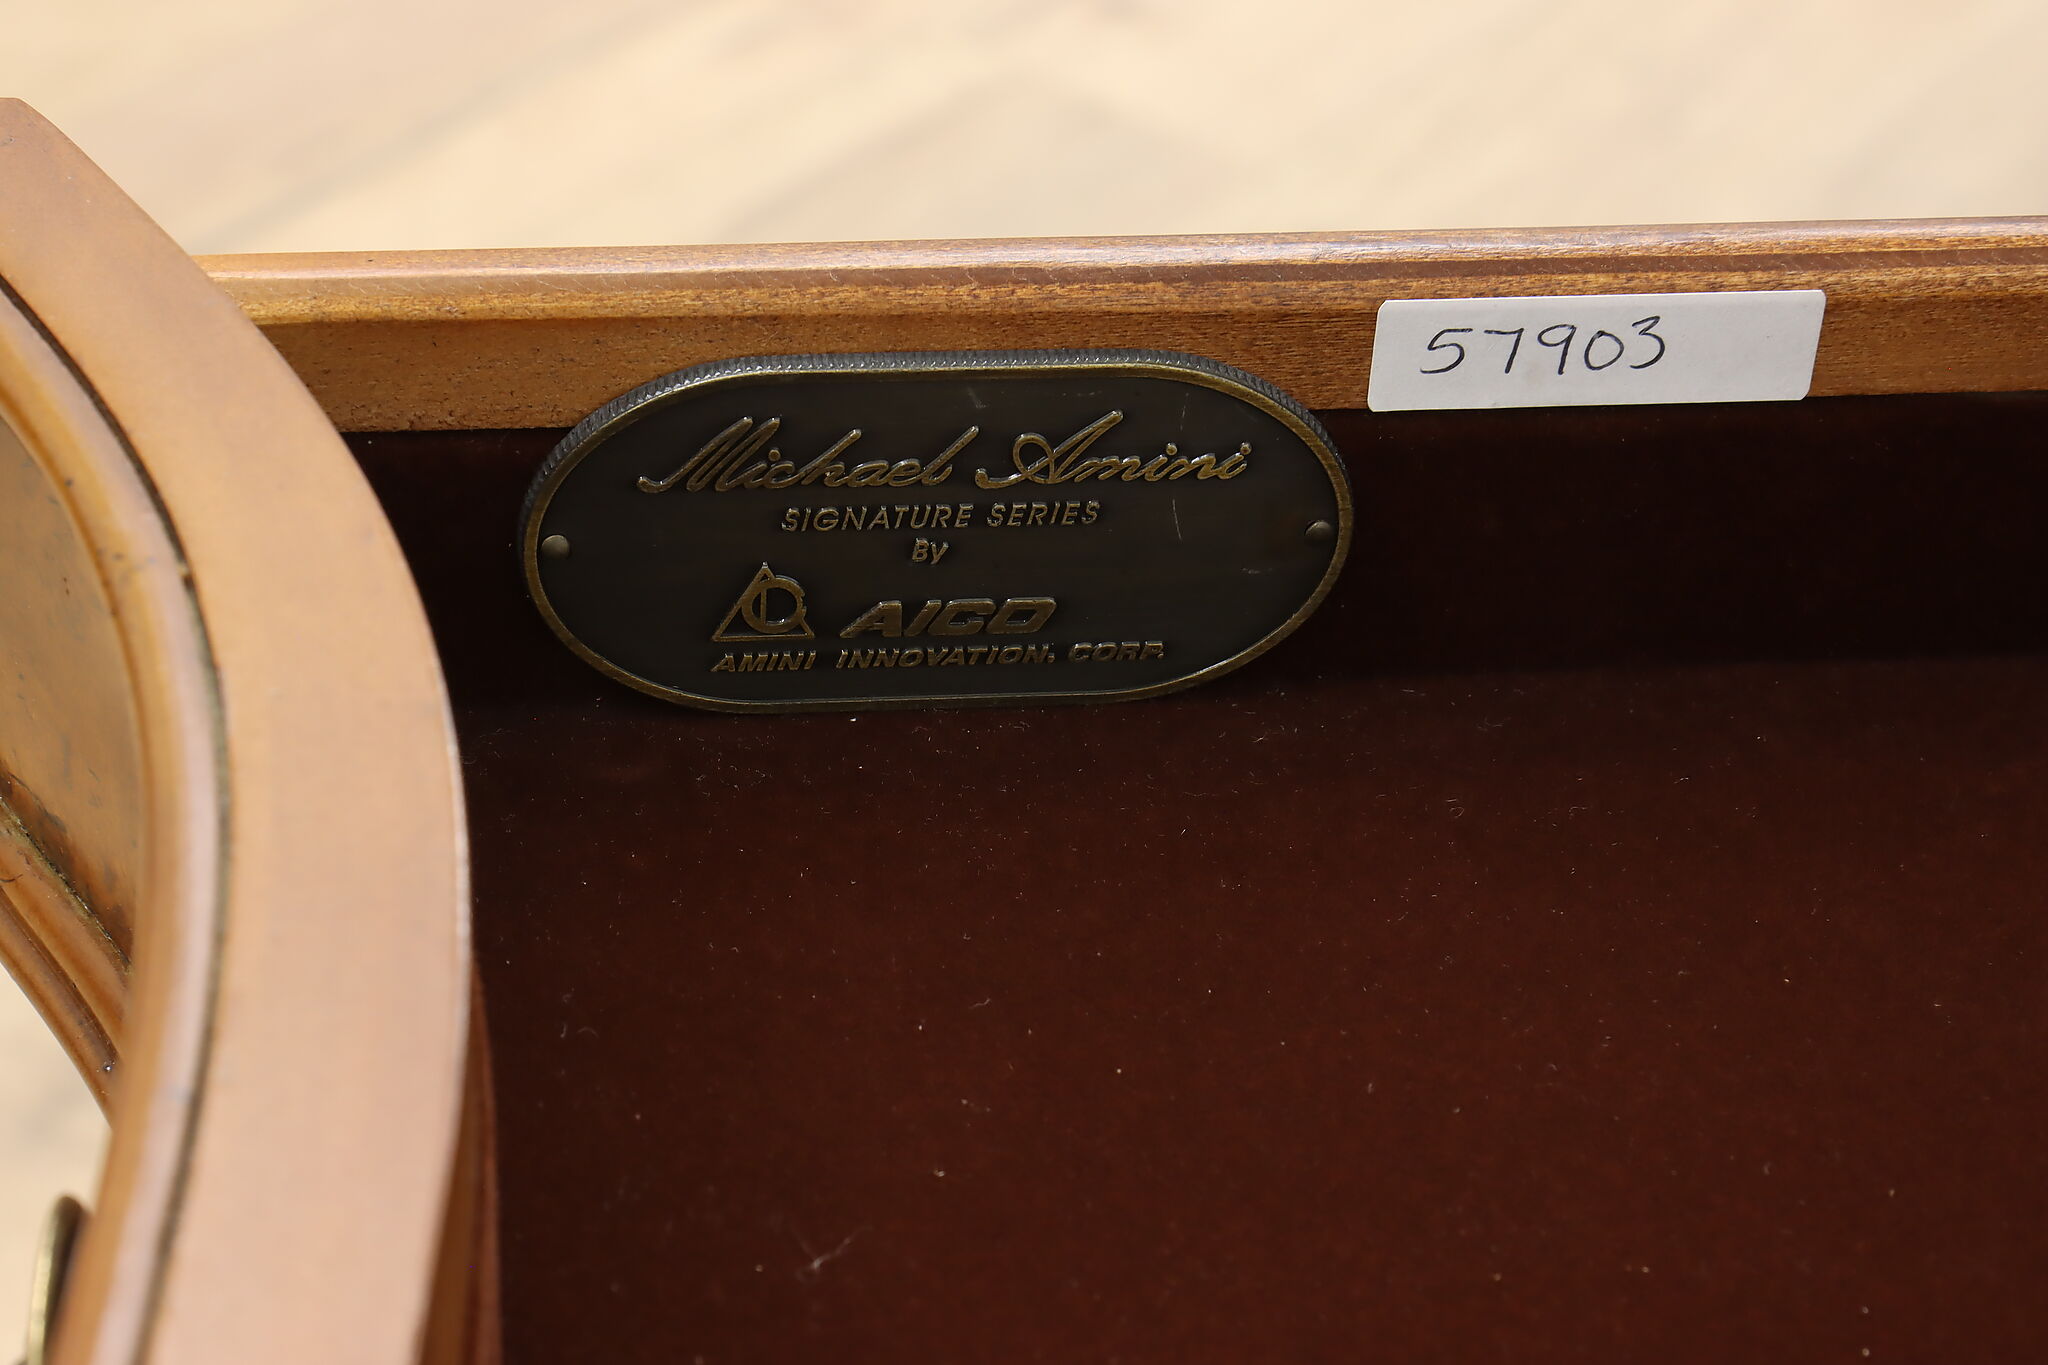 57903
Michael Amini
SIGNATURE SERIES
By
AICO
AMINI INNOVATION. CORP.